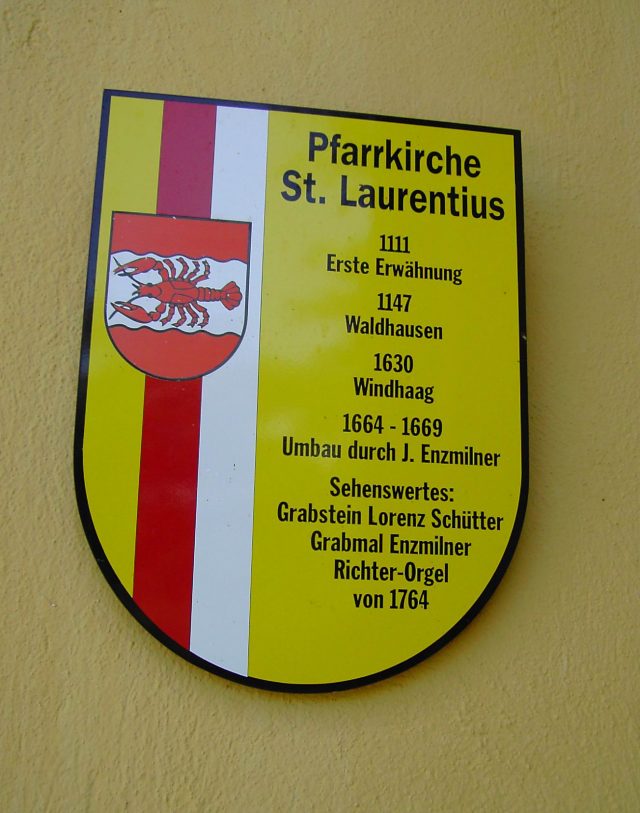 Pfarrkirche
St. Laurentius
1111
Erste Erwähnung
1147
Waldhausen
1630
Windhaag
1664 - 1669
Umbau durch J. Enzmilner
Sehenswertes:
Grabstein Lorenz Schütter
Grabmal Enzmilner
Richter-Orgel
von 1764